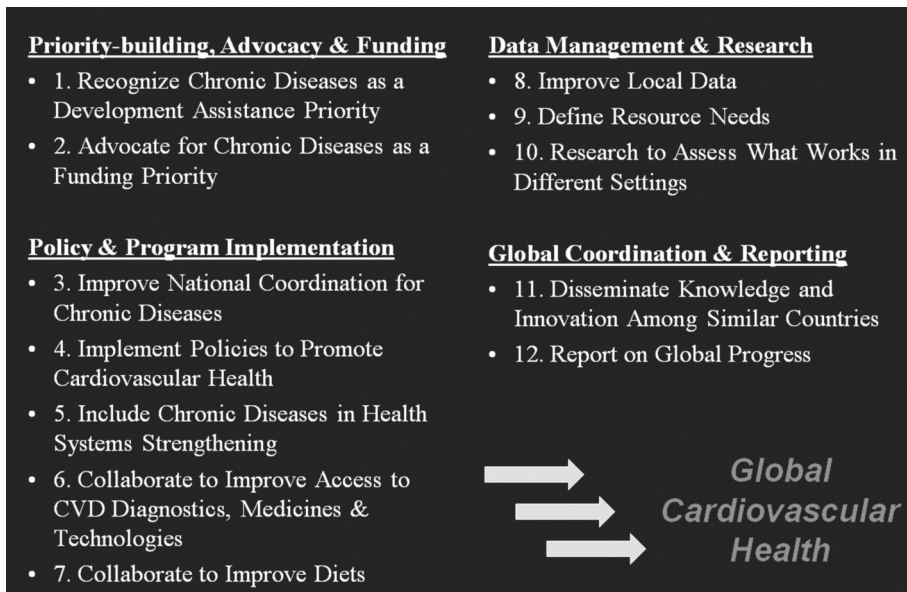 Priority-building, Advocacy & Funding
• 1. Recognize Chronic Diseases as a
Development Assistance Priority
• 2. Advocate for Chronic Diseases as a
Funding Priority
Policy & Program Implementation
• 3. Improve National Coordination for
Chronic Diseases
• 4. Implement Policies to Promote
Cardiovascular Health
• 5. Include Chronic Diseases in Health
Systems Strengthening
• 6. Collaborate to Improve Access to
CVD Diagnostics, Medicines &
Technologies
• 7. Collaborate to Improve Diets
Data Management & Research
• 8. Improve Local Data
• 9. Define Resource Needs
• 10. Research to Assess What Works in
Different Settings
Global Coordination & Reporting
• 11. Disseminate Knowledge and
Innovation Among Similar Countries
• 12. Report on Global Progress
Global
Cardiovascular
Health